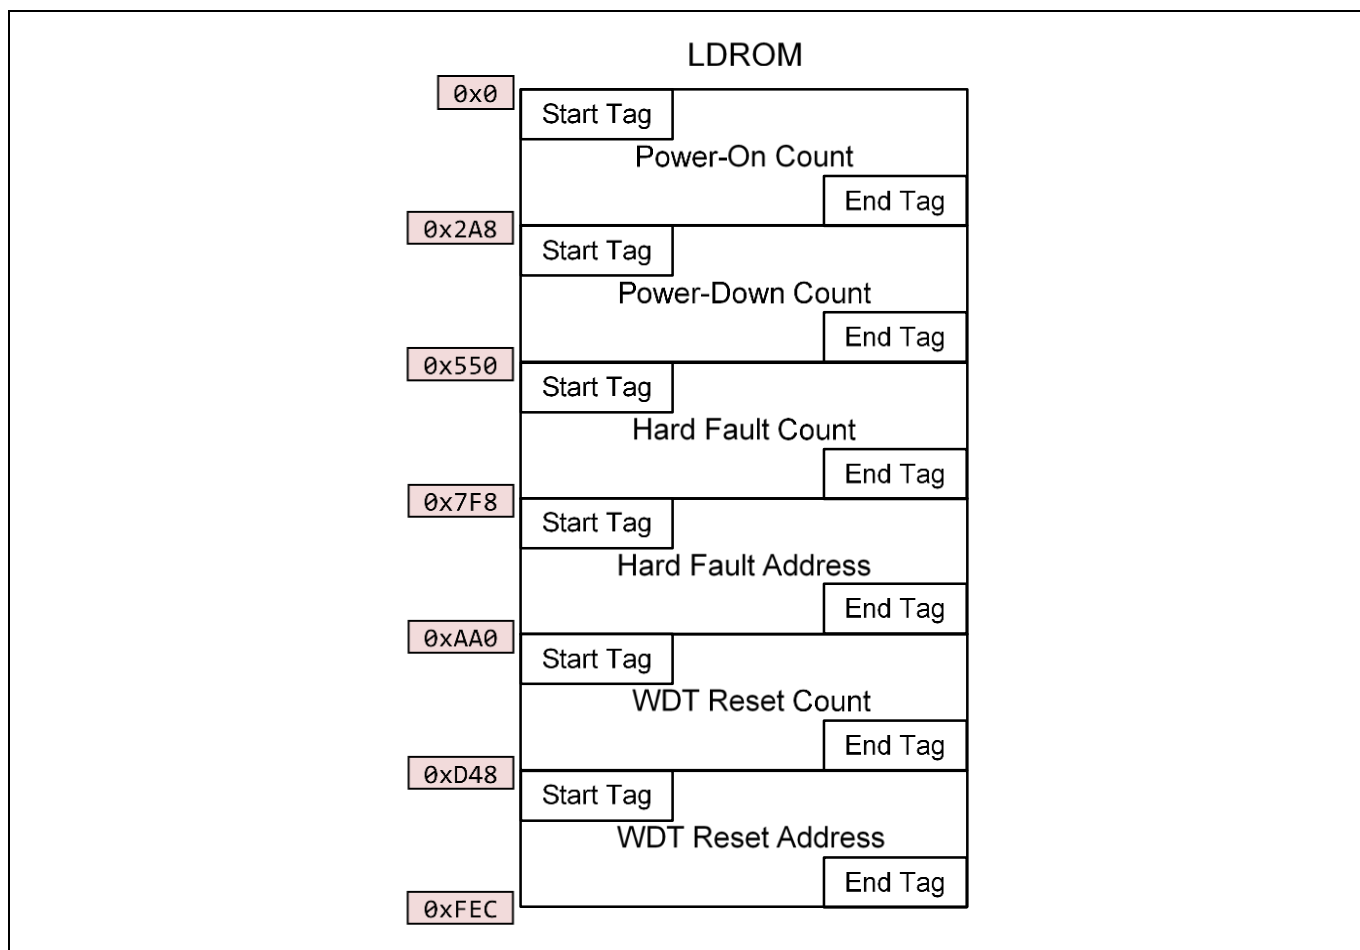 LDROM
0x0
Start Tag
Power-On Count
End Tag
0x2A8
Start Tag
Power-Down Count
End Tag
0x550
Start Tag
Hard Fault Count
End Tag
0x7F8
Start Tag
Hard Fault Address
End Tag
0xAA0
Start Tag
WDT Reset Count
End Tag
0xD48
Start Tag
WDT Reset Address
End Tag
0xFEC